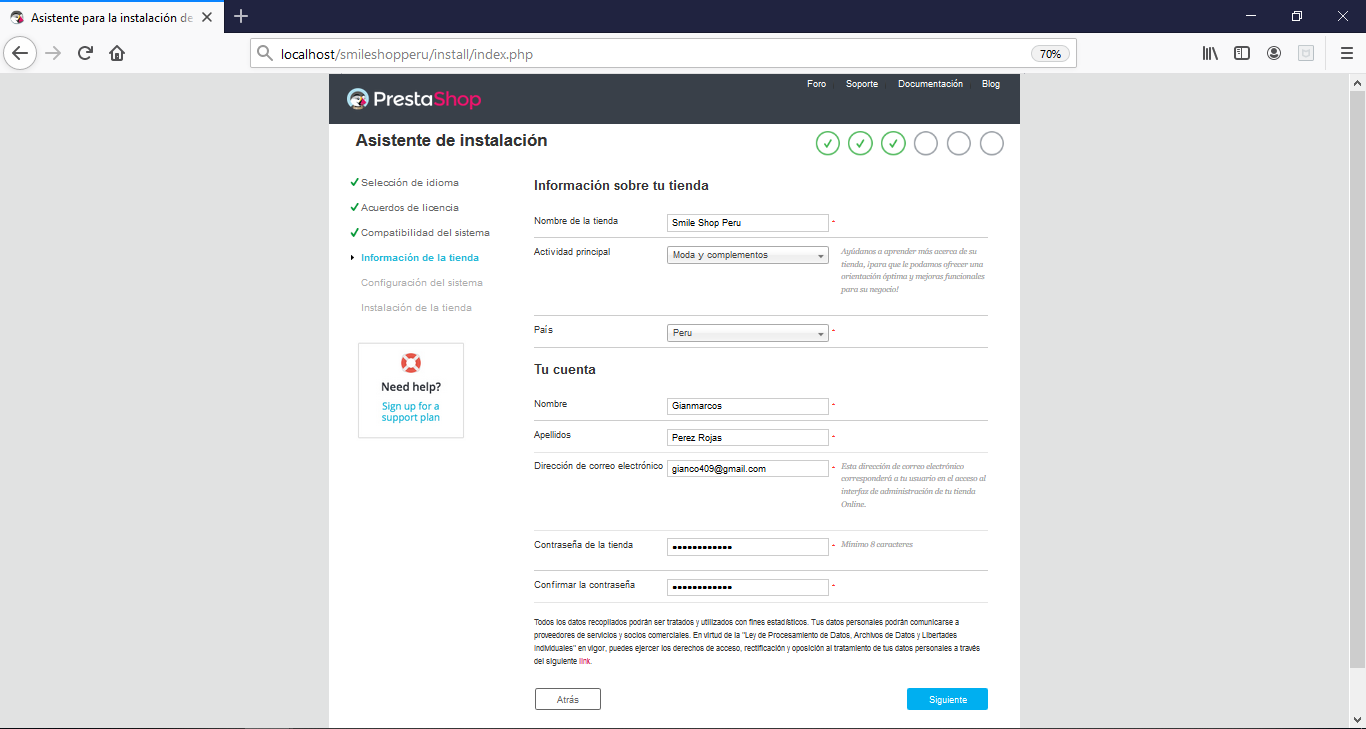 Asistente para la instalación de
localhost/smileshopperu/install/index.php
70%
PrestaShop
Foro
Soporte
Documentación
Blog
Asistente de instalación
Selección de idioma
Acuerdos de licencia
Compatibilidad del sistema
Información de la tienda
Configuración del sistema
Instalación de la tienda
Need help?
Sign up for a
support plan
Información sobre tu tienda
Nombre de la tienda
Smile Shop Peru
Actividad principal
Moda y complementos
Ayúdanos a aprender más acerca de su
tienda, ¡para que le podamos ofrecer una
orientación óptima y mejoras funcionales
para su negocio!
País
Peru
Tu cuenta
Nombre
Gianmarcos
Apellidos
Perez Rojas
Dirección de correo electrónico
gianco409@gmail.com
Esta dirección de correo electrónico
corresponderá a tu usuario en el acceso al
interfaz de administración de tu tienda
Online.
Contraseña de la tienda
••••••••••••
Mínimo 8 caracteres
Confirmar la contraseña
••••••••••••
Todos los datos recopilados podrán ser tratados y utilizados con fines estadísticos. Tus datos personales podrán comunicarse a
proveedores de servicios y socios comerciales. En virtud de la "Ley de Procesamiento de Datos, Archivos de Datos y Libertades
Individuales" en vigor, puedes ejercer los derechos de acceso, rectificación y oposición al tratamiento de tus datos personales a través
del siguiente link.
Atrás
Siguiente